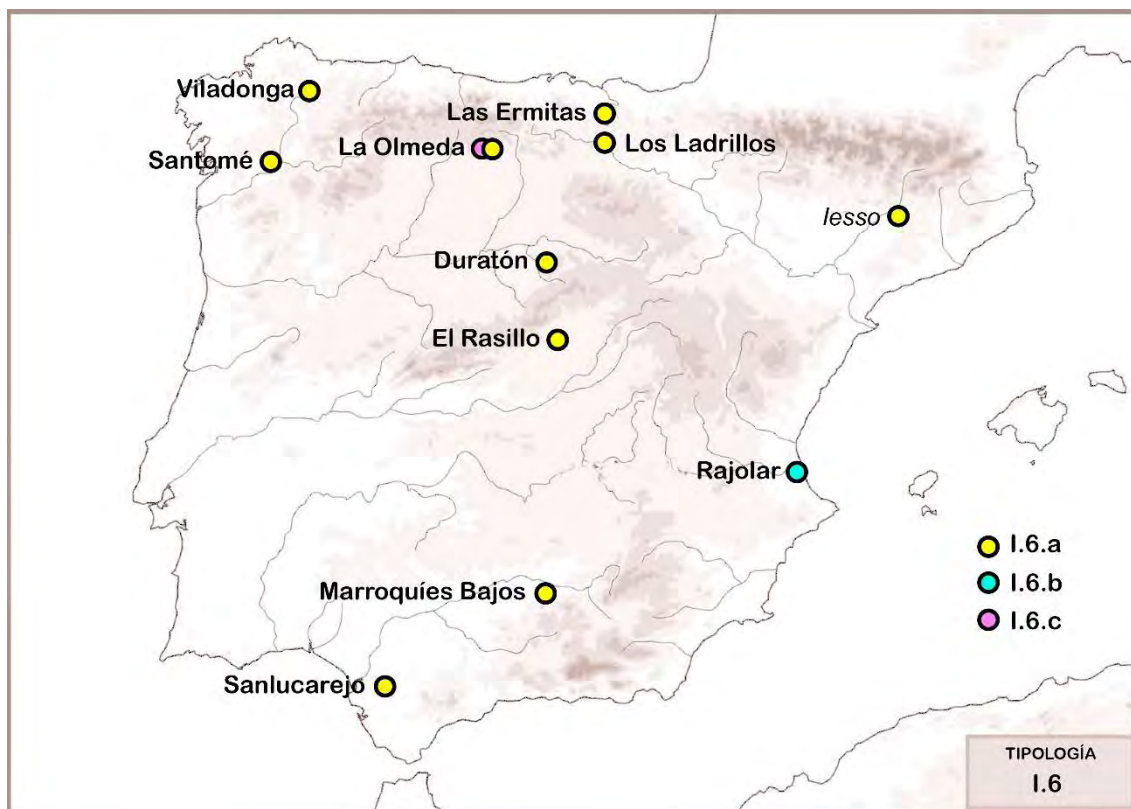 Viladonga
Las Ermitas
Santomé
La Olmeda
Los Ladrillos
Iesso
Duratón
El Rasillo
Rajolar
I.6.a
I.6.b
I.6.c
Marroquíes Bajos
Sanlucarejo
TIPOLOGÍA
I.6